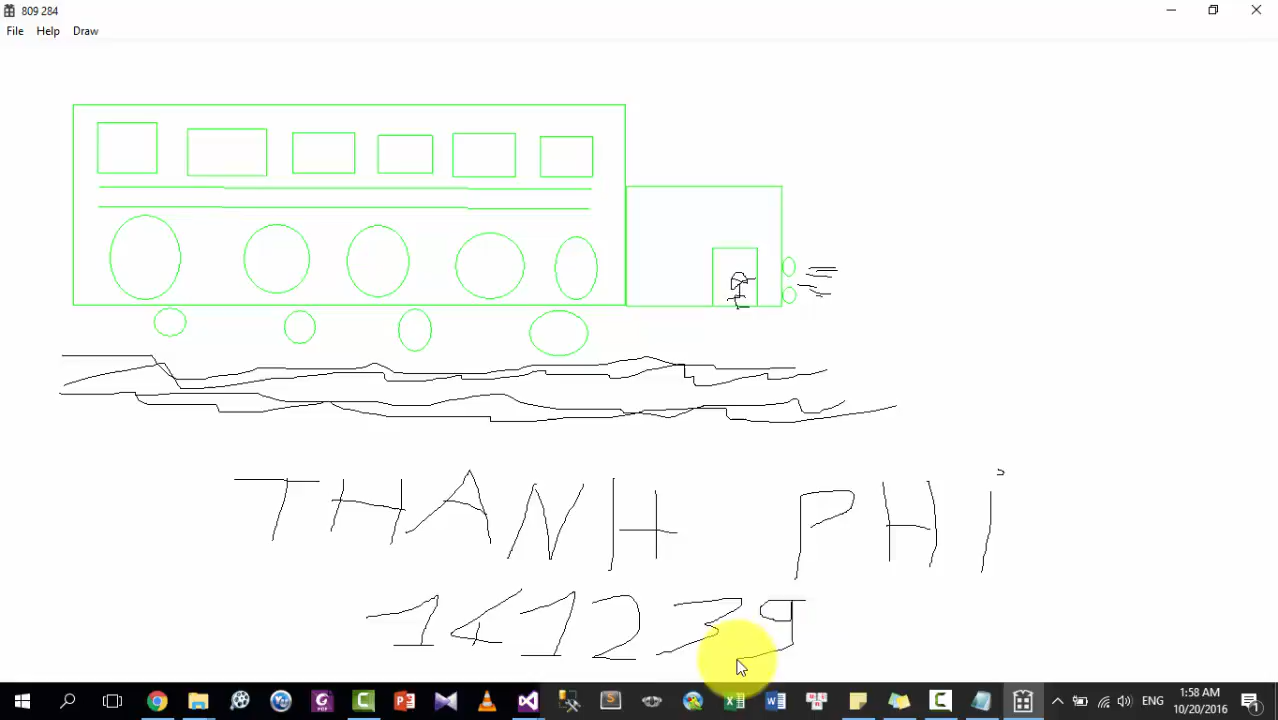 809 284
File Help Draw
THANH PHI
141239
ENG
1:58 AM
10/20/2016